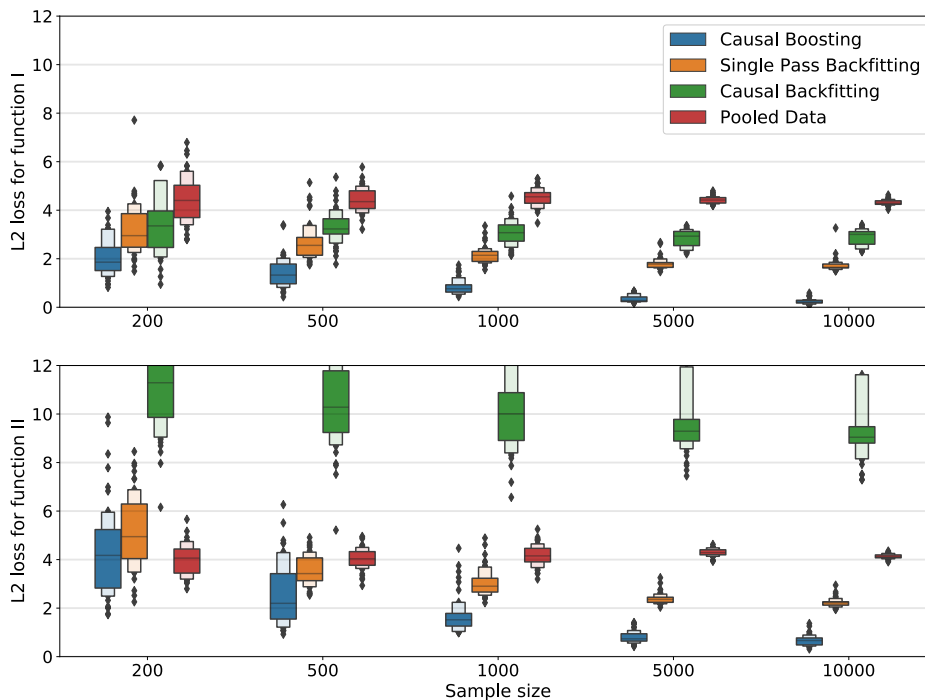 12
10
8
6
4
2
0
L2 loss for function I
Causal Boosting
Single Pass Backfitting
Causal Backfitting
Pooled Data
200 500 1000 5000 10000
12
10
8
6
4
2
0
L2 loss for function II
200 500 1000 5000 10000
Sample size